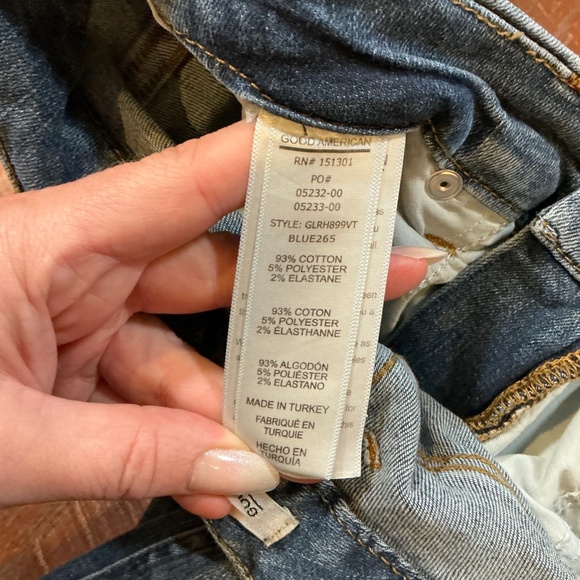 GOOD AMERICAN
RN# 151301
PO#
05232-00
05233-00
STYLE: GLRH899VT
BLUE265
93% COTTON
5% POLYESTER
2% ELASTANE
93% COTON
5% POLYESTER
2% ÉLASTHANNE
93% ALGODÓN
5% POLIÉSTER
2% ELASTANO
MADE IN TURKEY
FABRIQUÉ EN
TURQUIE
HECHO EN
TURQUÍA